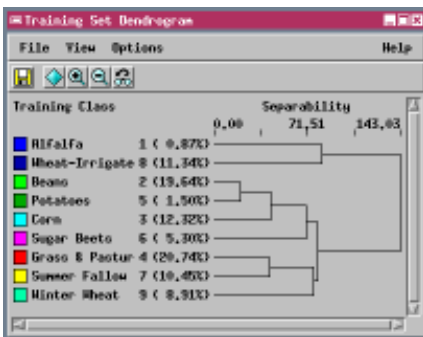 Training Set Dendrogram
File View Options Help
Training Class Separability
0,00 71,51 143,03
Alfalfa 1 ( 0,87%)
Wheat-Irrigate 8 (11,34%)
Beans 2 (19,64%)
Potatoes 5 ( 1,50%)
Corn 3 (12,32%)
Sugar Beets 6 ( 5,30%)
Grass & Pastur 4 (20,74%)
Summer Fallow 7 (10,45%)
Winter Wheat 9 ( 8,91%)